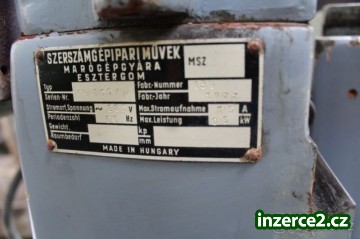 SZERSZÁMGÉPIPARI MŰVEK
MARÓGÉPGYÁRA
ESZTERGOM
MSZ
Typ
Fabr.-Nummer
Serien-Nr.
Fabr.-Jahr
Stromart, Spannung V
Max. Stromaufnahme A
Periodenzahl Hz
Max. Leistung kW
Gewicht kp
Raumbedarf mm
MADE IN HUNGARY
inzerce2.cz